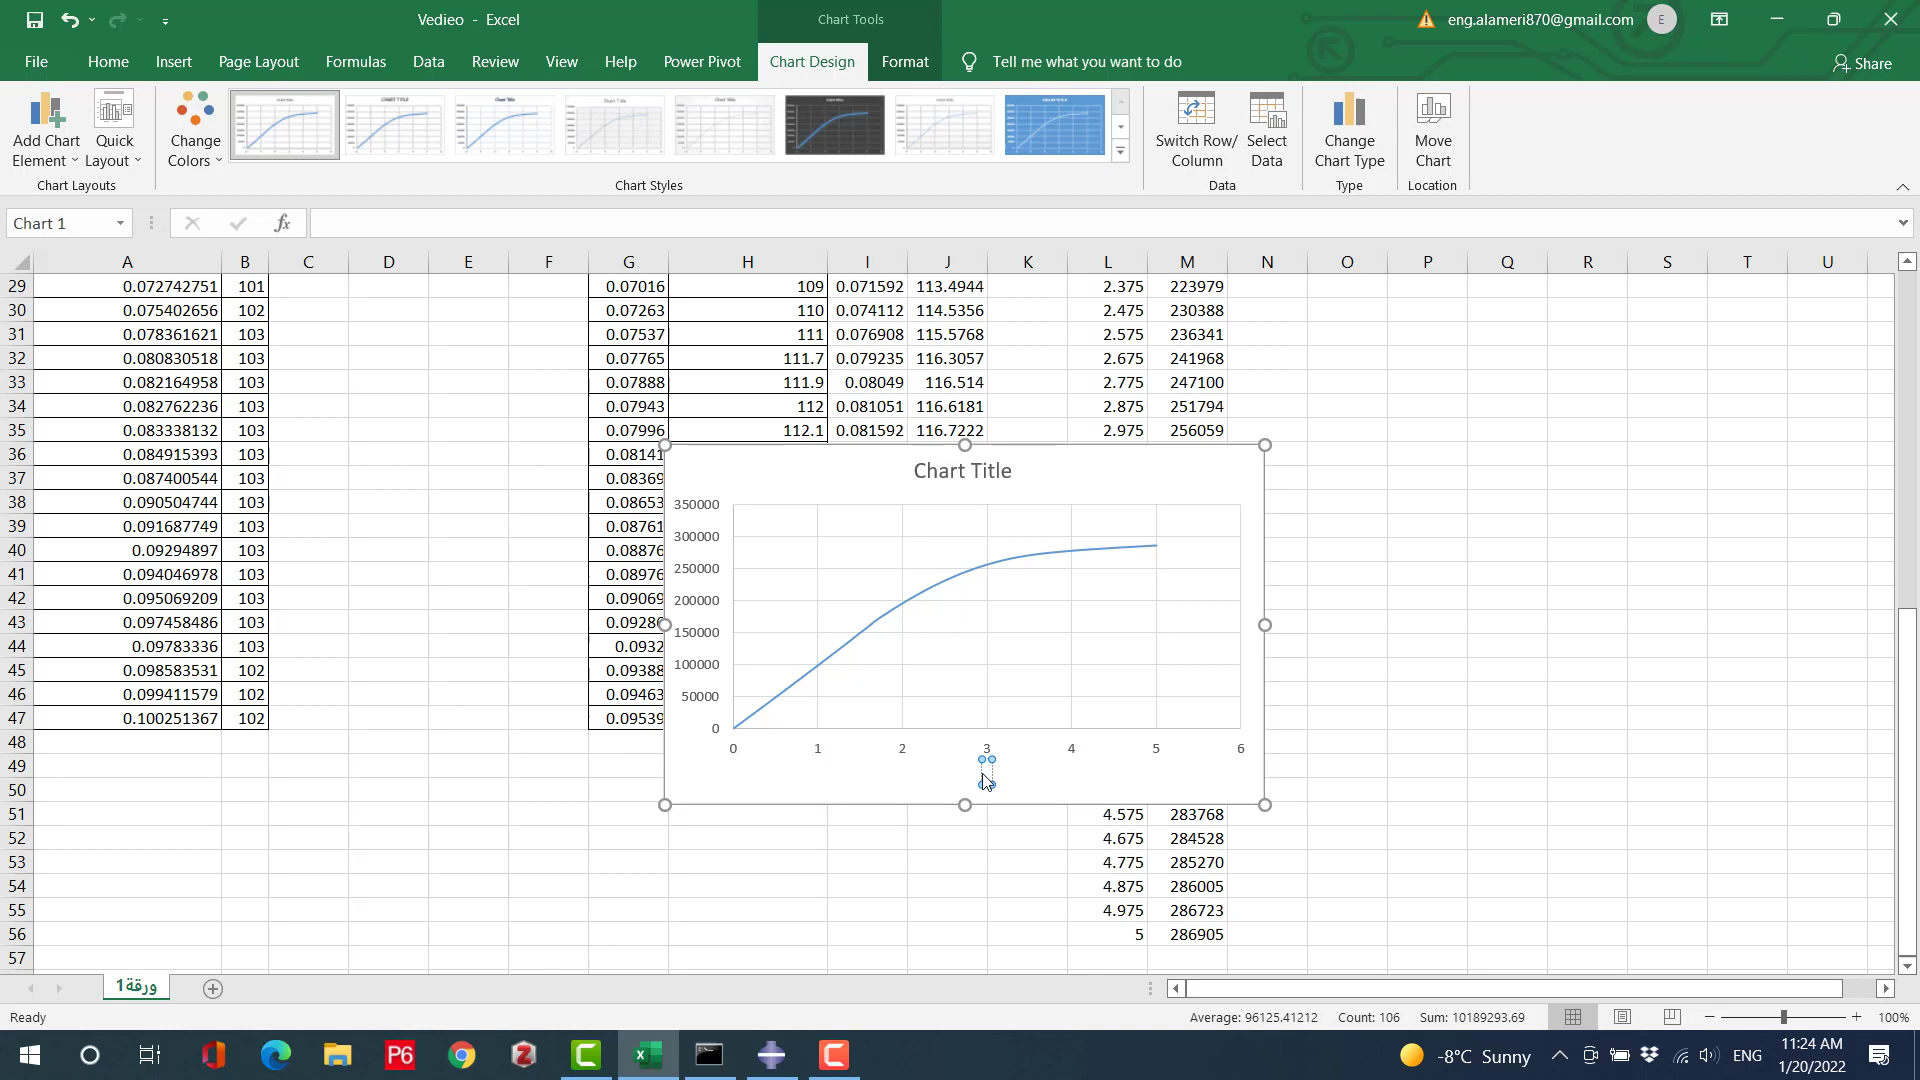 Vedieo - Excel
Chart Tools
eng.alameri870@gmail.com
E
File Home Insert Page Layout Formulas Data Review View Help Power Pivot Chart Design Format Tell me what you want to do Share
Add Chart Element
Quick Layout
Change Colors
Switch Row/ Column
Select Data
Change Chart Type
Move Chart
Chart Layouts Chart Styles Data Type Location
Chart 1
fx
A B C D E F G H I J K L M N O P Q R S T U
29 0.072742751 101 0.07016 109 0.071592 113.4944 2.375 223979
30 0.075402656 102 0.07263 110 0.074112 114.5356 2.475 230388
31 0.078361621 103 0.07537 111 0.076908 115.5768 2.575 236341
32 0.080830518 103 0.07765 111.7 0.079235 116.3057 2.675 241968
33 0.082164958 103 0.07888 111.9 0.08049 116.514 2.775 247100
34 0.082762236 103 0.07943 112 0.081051 116.6181 2.875 251794
35 0.083338132 103 0.07996 112.1 0.081592 116.7222 2.975 256059
36 0.084915393 103 0.08141
37 0.087400544 103 0.08369
38 0.090504744 103 0.08653
39 0.091687749 103 0.08761
40 0.09294897 103 0.08876
41 0.094046978 103 0.08976
42 0.095069209 103 0.09069
43 0.097458486 103 0.0928
44 0.09783336 103 0.0932
45 0.098583531 102 0.09388
46 0.099411579 102 0.09463
47 0.100251367 102 0.09539
48
49
50
51 4.575 283768
52 4.675 284528
53 4.775 285270
54 4.875 286005
55 4.975 286723
56 5 286905
57
Chart Title
350000
300000
250000
200000
150000
100000
50000
0
0 1 2 3 4 5 6
ورقة1
Ready
Average: 96125.41212 Count: 106 Sum: 10189293.69
100%
P6
-8°C Sunny
ENG
11:24 AM
1/20/2022